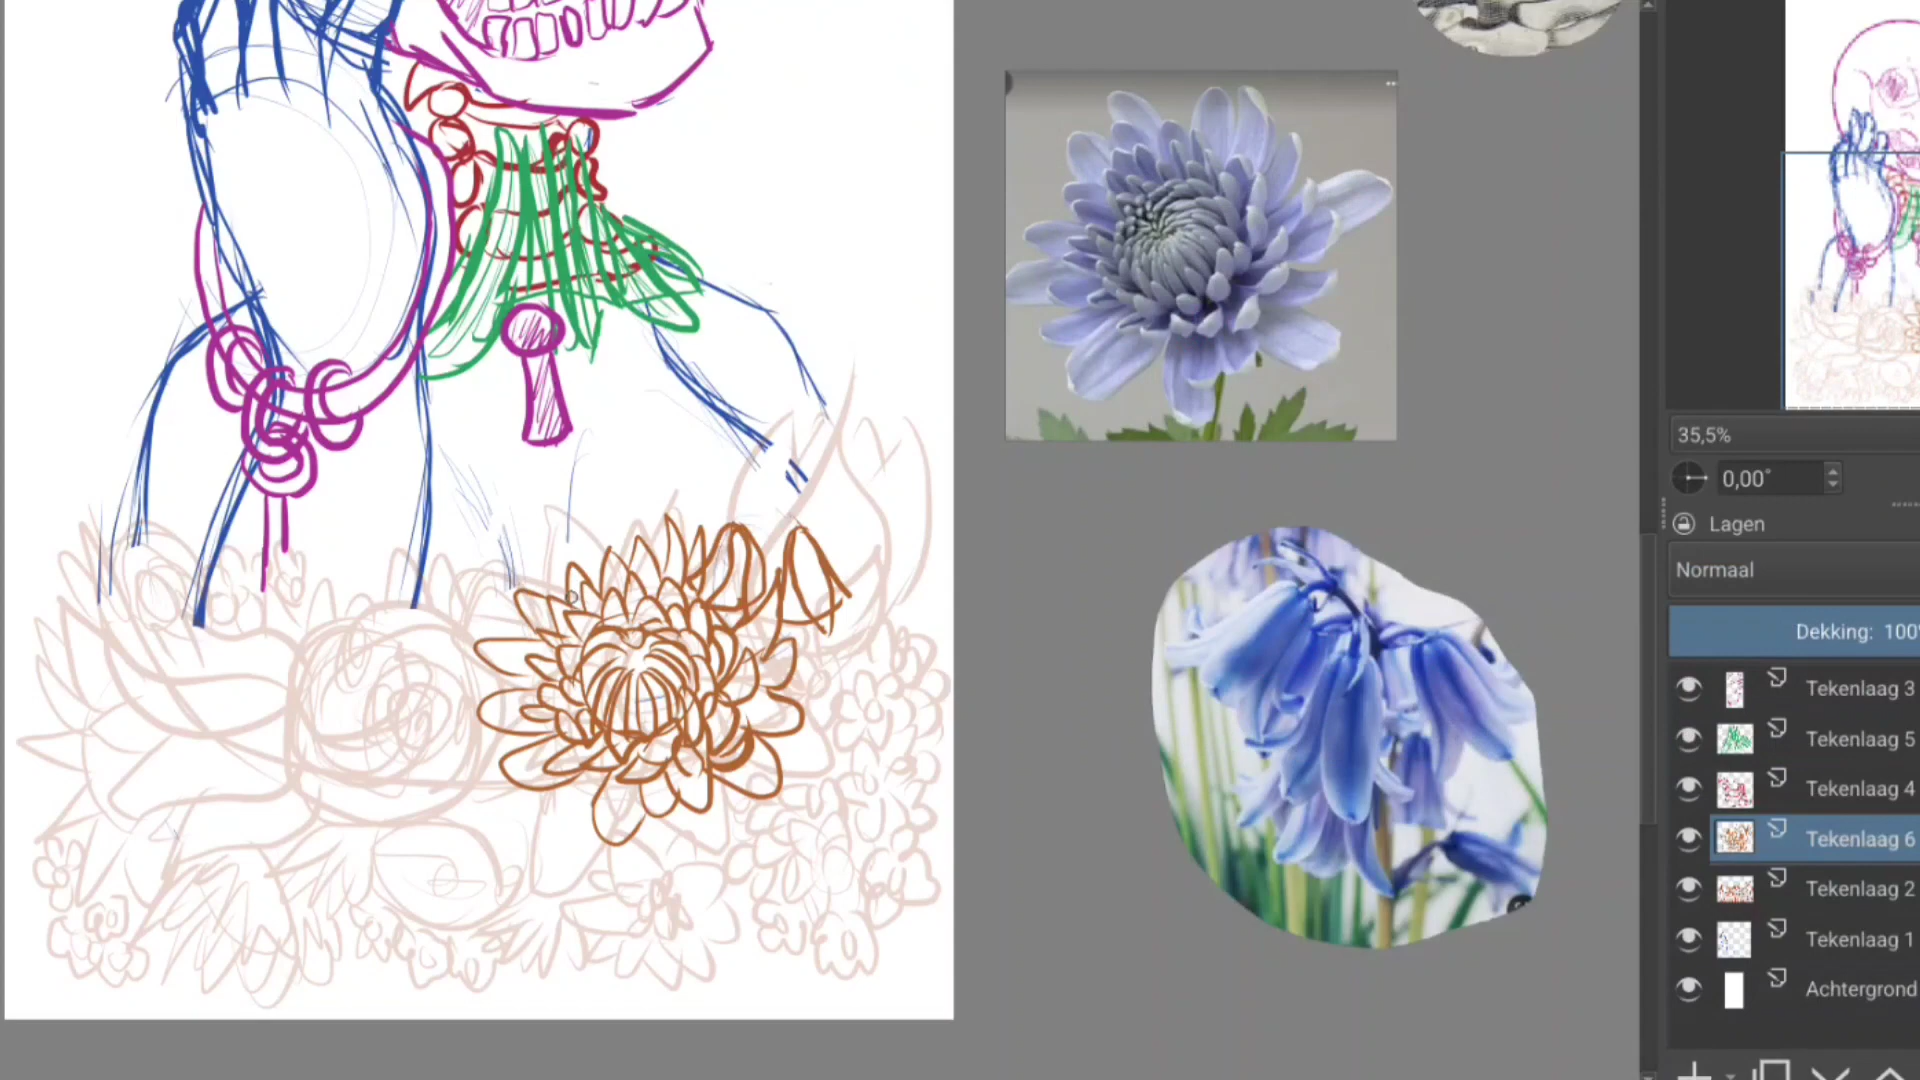 35,5%
0,00°
Lagen
Normaal
Dekking: 100
Tekenlaag 3
Tekenlaag 5
Tekenlaag 4
Tekenlaag 6
Tekenlaag 2
Tekenlaag 1
Achtergrond